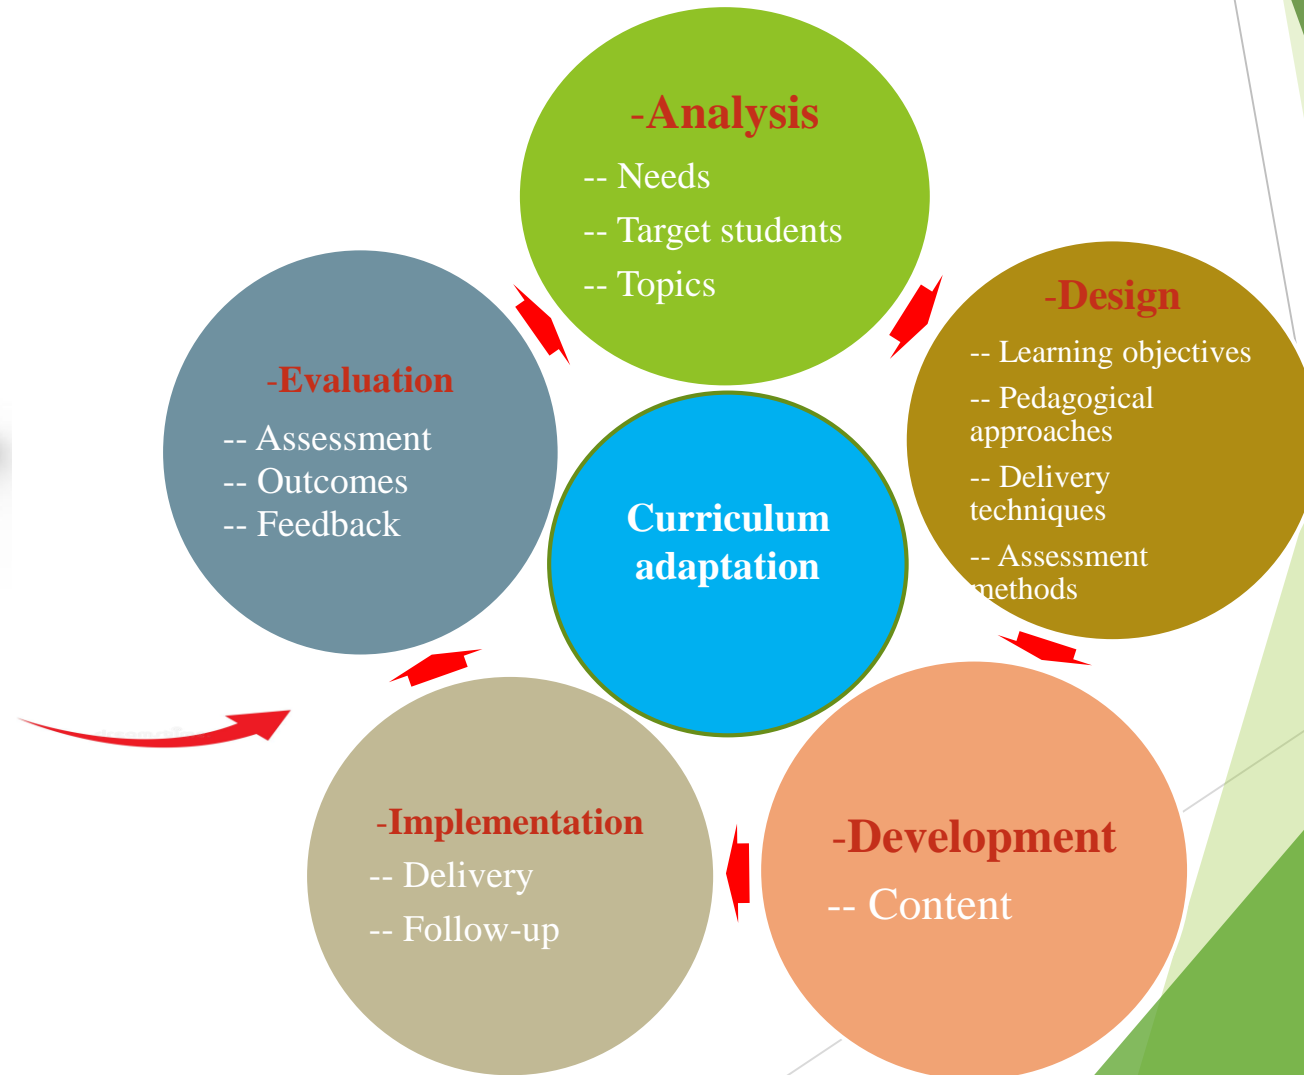 -Analysis
-- Needs
-- Target students
-- Topics
-Design
-- Learning objectives
-- Pedagogical
approaches
-- Delivery
techniques
-- Assessment
methods
-Development
-- Content
-Implementation
-- Delivery
-- Follow-up
-Evaluation
-- Assessment
-- Outcomes
-- Feedback
Curriculum
adaptation